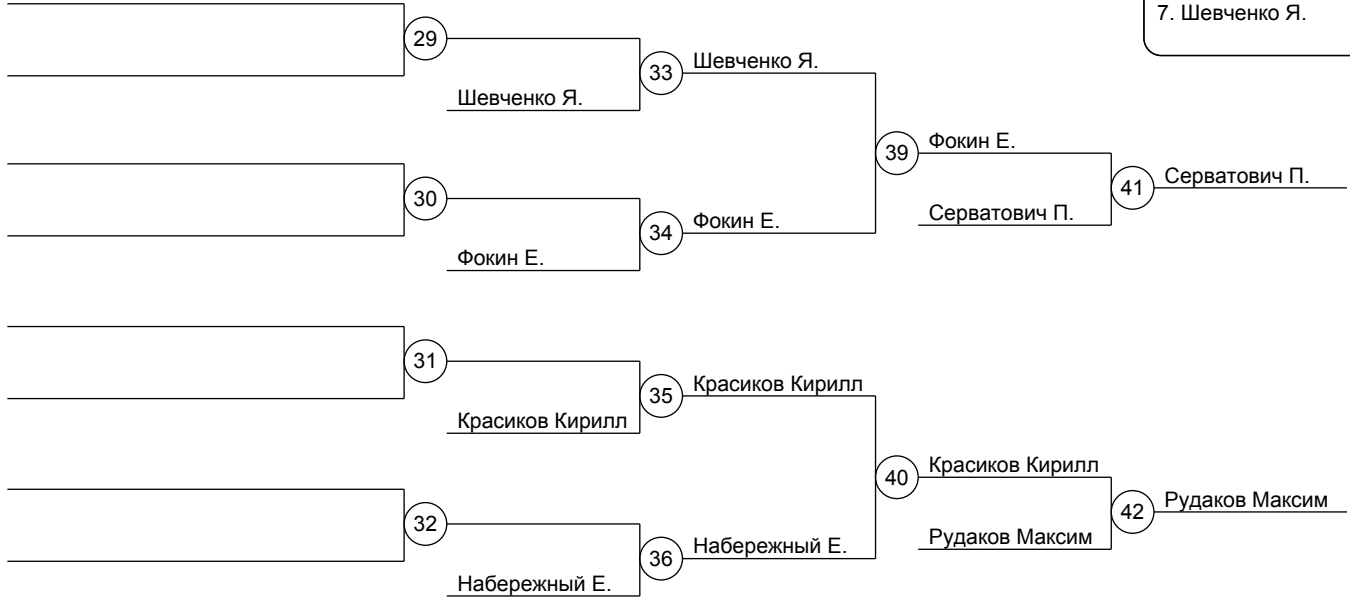 7. Шевченко Я.
29
33
Шевченко Я.
Шевченко Я.
39
Фокин Е.
30
41
Серватович П.
34
Фокин Е.
Серватович П.
Фокин Е.
31
35
Красиков Кирилл
Красиков Кирилл
40
Красиков Кирилл
32
42
Рудаков Максим
36
Набережный Е.
Рудаков Максим
Набережный Е.